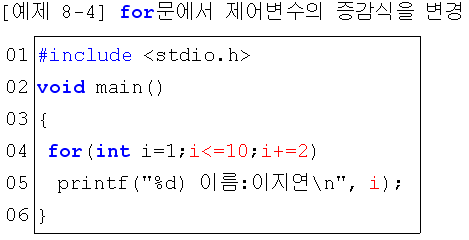 [예제 8-4] for문에서 제어변수의 증감식을 변경
01 #include <stdio.h>
02 void main()
03 {
04 for(int i=1;i<=10;i+=2)
05 printf("%d) 이름:이지연\n", i);
06 }